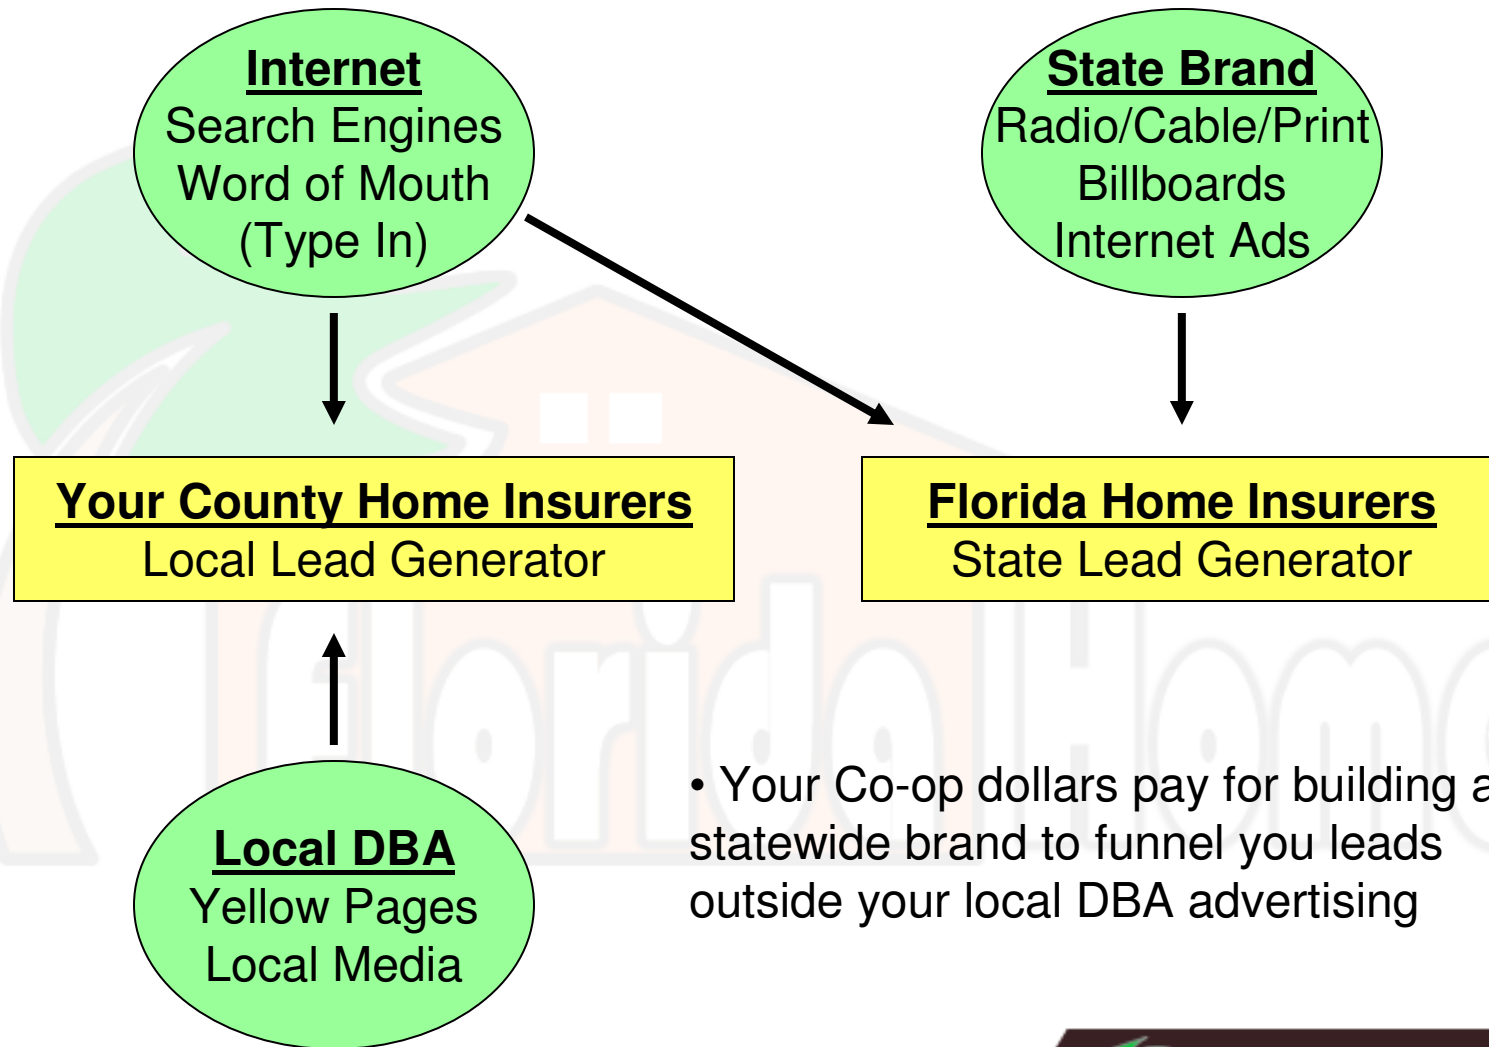 Internet
Search Engines
Word of Mouth
(Type In)
State Brand
Radio/Cable/Print
Billboards
Internet Ads
Your County Home Insurers
Local Lead Generator
Florida Home Insurers
State Lead Generator
Local DBA
Yellow Pages
Local Media
• Your Co-op dollars pay for building a
statewide brand to funnel you leads
outside your local DBA advertising
Florida Home